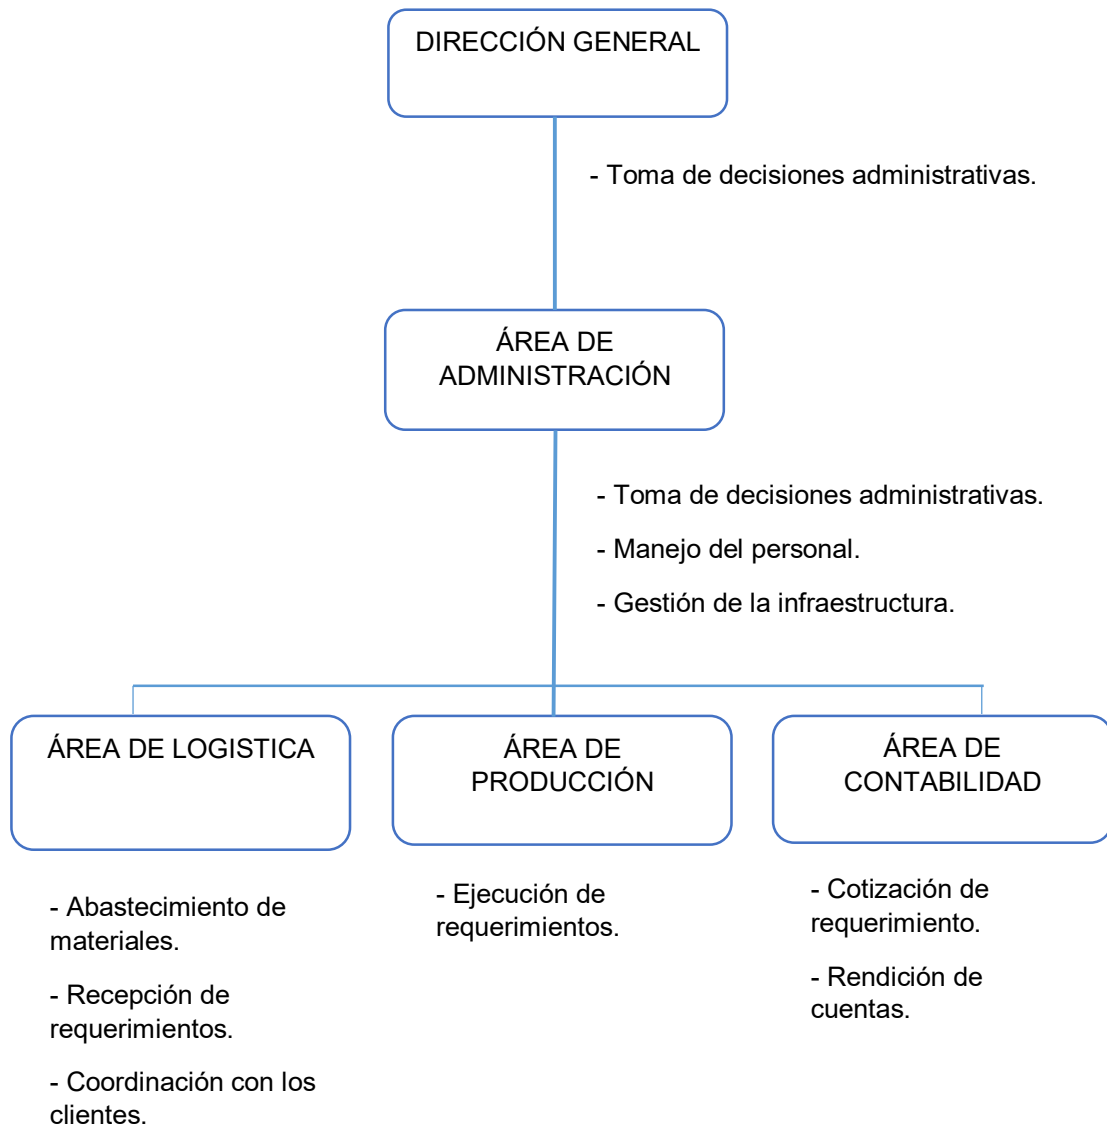 DIRECCIÓN GENERAL
- Toma de decisiones administrativas.
ÁREA DE
ADMINISTRACIÓN
- Toma de decisiones administrativas.
- Manejo del personal.
- Gestión de la infraestructura.
ÁREA DE LOGISTICA
ÁREA DE
PRODUCCIÓN
ÁREA DE
CONTABILIDAD
- Abastecimiento de
materiales.
- Recepción de
requerimientos.
- Coordinación con los
clientes.
- Ejecución de
requerimientos.
- Cotización de
requerimiento.
- Rendición de
cuentas.